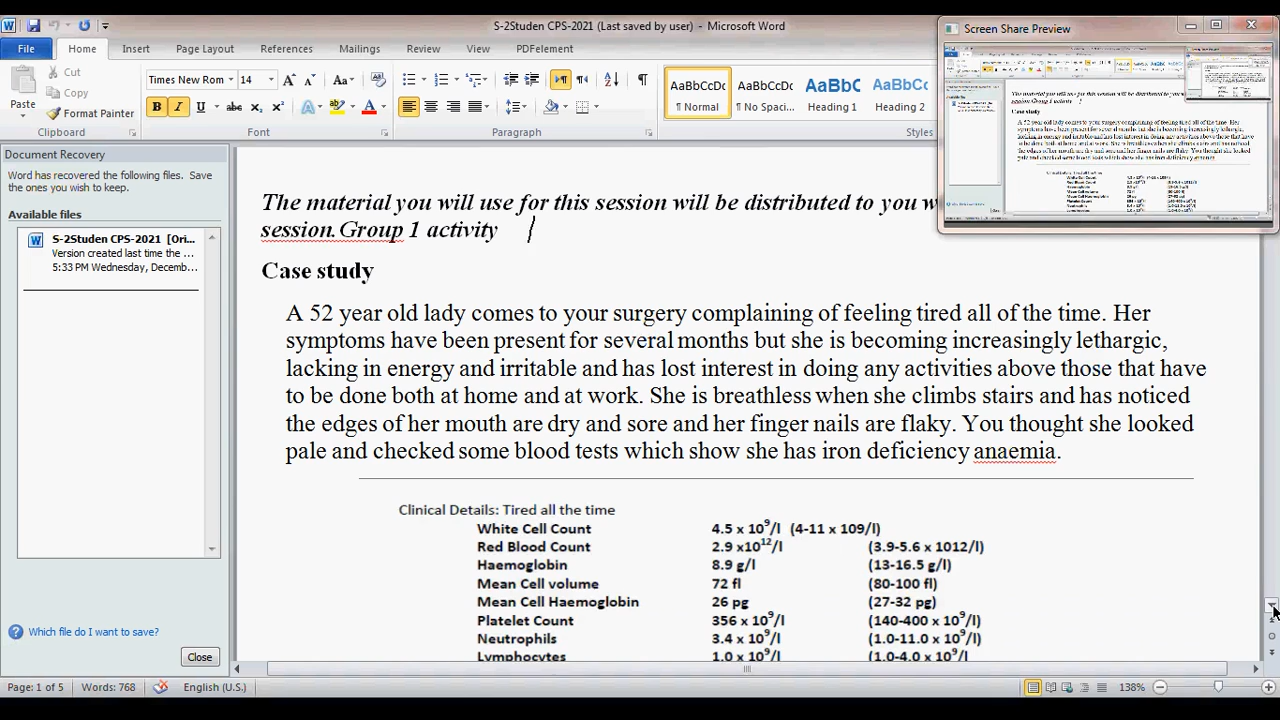 S-2Studen CPS-2021 (Last saved by user) - Microsoft Word
Screen Share Preview
File Home Insert Page Layout References Mailings Review View PDFelement
Paste
Cut
Copy
Format Painter
Times New Rom 14
AaBbCcDc AaBbCcDc AaBbC AaBbCc
¶ Normal ¶ No Spaci... Heading 1 Heading 2
Clipboard Font Paragraph Styles
Document Recovery
Word has recovered the following files. Save
the ones you wish to keep.
Available files
S-2Studen CPS-2021 [Ori...
Version created last time the ...
5:33 PM Wednesday, Decemb...
Which file do I want to save?
Close
The material you will use for this session will be distributed to you w
session.Group 1 activity
Case study
A 52 year old lady comes to your surgery complaining of feeling tired all of the time. Her
symptoms have been present for several months but she is becoming increasingly lethargic,
lacking in energy and irritable and has lost interest in doing any activities above those that have
to be done both at home and at work. She is breathless when she climbs stairs and has noticed
the edges of her mouth are dry and sore and her finger nails are flaky. You thought she looked
pale and checked some blood tests which show she has iron deficiency anaemia.
Clinical Details: Tired all the time
White Cell Count 4.5 x 10⁹/l (4-11 x 109/l)
Red Blood Count 2.9 x10¹²/l (3.9-5.6 x 1012/l)
Haemoglobin 8.9 g/l (13-16.5 g/l)
Mean Cell volume 72 fl (80-100 fl)
Mean Cell Haemoglobin 26 pg (27-32 pg)
Platelet Count 356 x 10⁹/l (140-400 x 10⁹/l)
Neutrophils 3.4 x 10⁹/l (1.0-11.0 x 10⁹/l)
Lymphocytes 1.0 x 10⁹/l (1.0-4.0 x 10⁹/l
Page: 1 of 5 Words: 768 English (U.S.) 138%